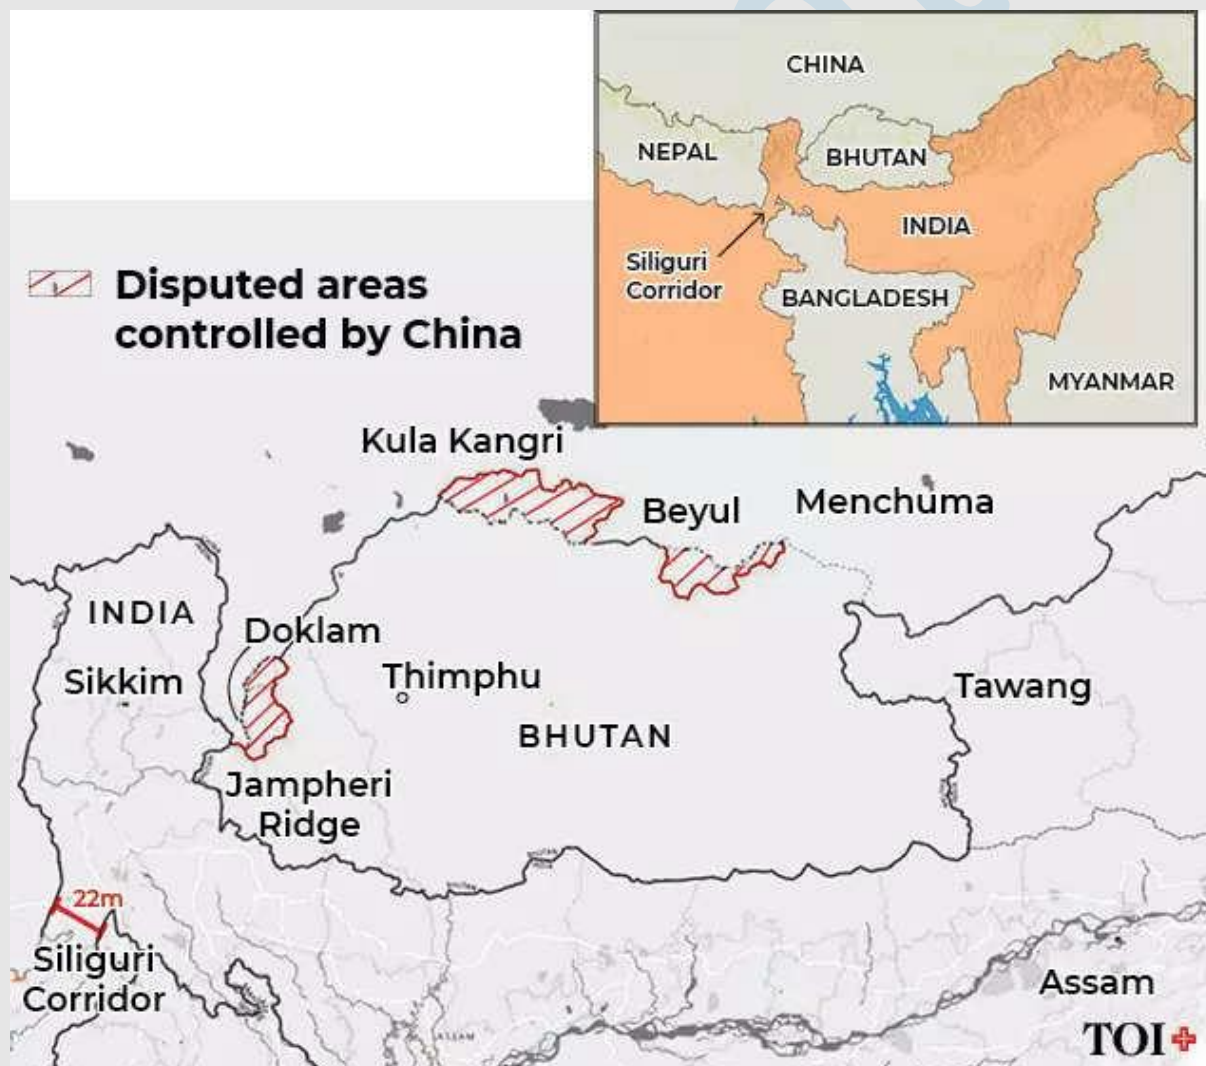 CHINA
NEPAL
BHUTAN
INDIA
Siliguri
Corridor
BANGLADESH
MYANMAR
Disputed areas
controlled by China
Kula Kangri
Beyul
Menchuma
INDIA
Doklam
Sikkim
Thimphu
Tawang
BHUTAN
Jampheri
Ridge
22m
Siliguri
Corridor
Assam
ASSAM
TOI+